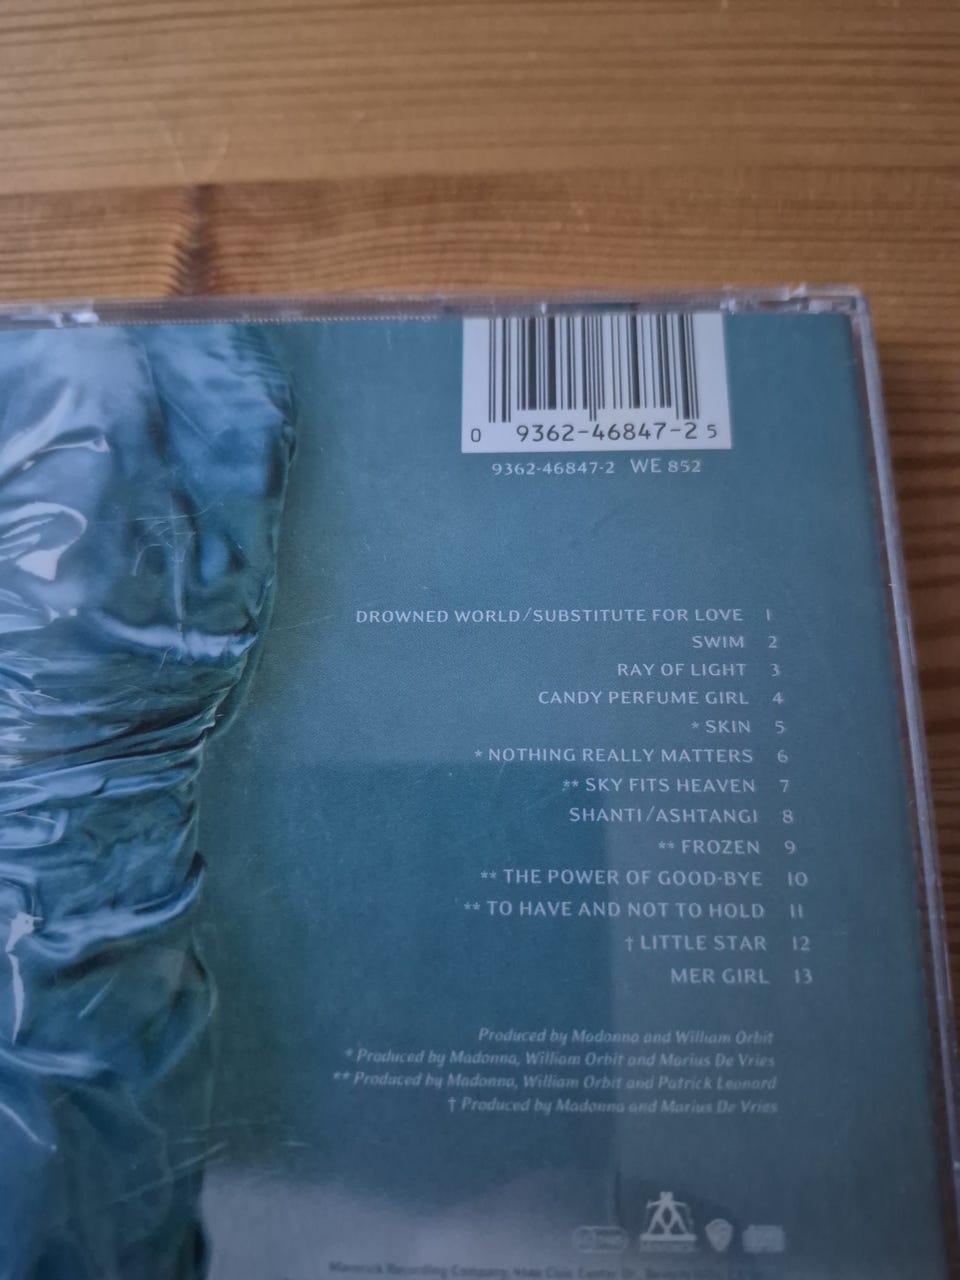 0 9362-46847-2 5
9362-46847-2 WE 852
DROWNED WORLD/SUBSTITUTE FOR LOVE 1
SWIM 2
RAY OF LIGHT 3
CANDY PERFUME GIRL 4
* SKIN 5
* NOTHING REALLY MATTERS 6
** SKY FITS HEAVEN 7
SHANTI/ASHTANGI 8
** FROZEN 9
** THE POWER OF GOOD-BYE 10
** TO HAVE AND NOT TO HOLD 11
† LITTLE STAR 12
MER GIRL 13
Produced by Madonna and William Orbit
* Produced by Madonna, William Orbit and Marius De Vries
** Produced by Madonna, William Orbit and Patrick Leonard
† Produced by Madonna and Marius De Vries
Maverick Recording Company,